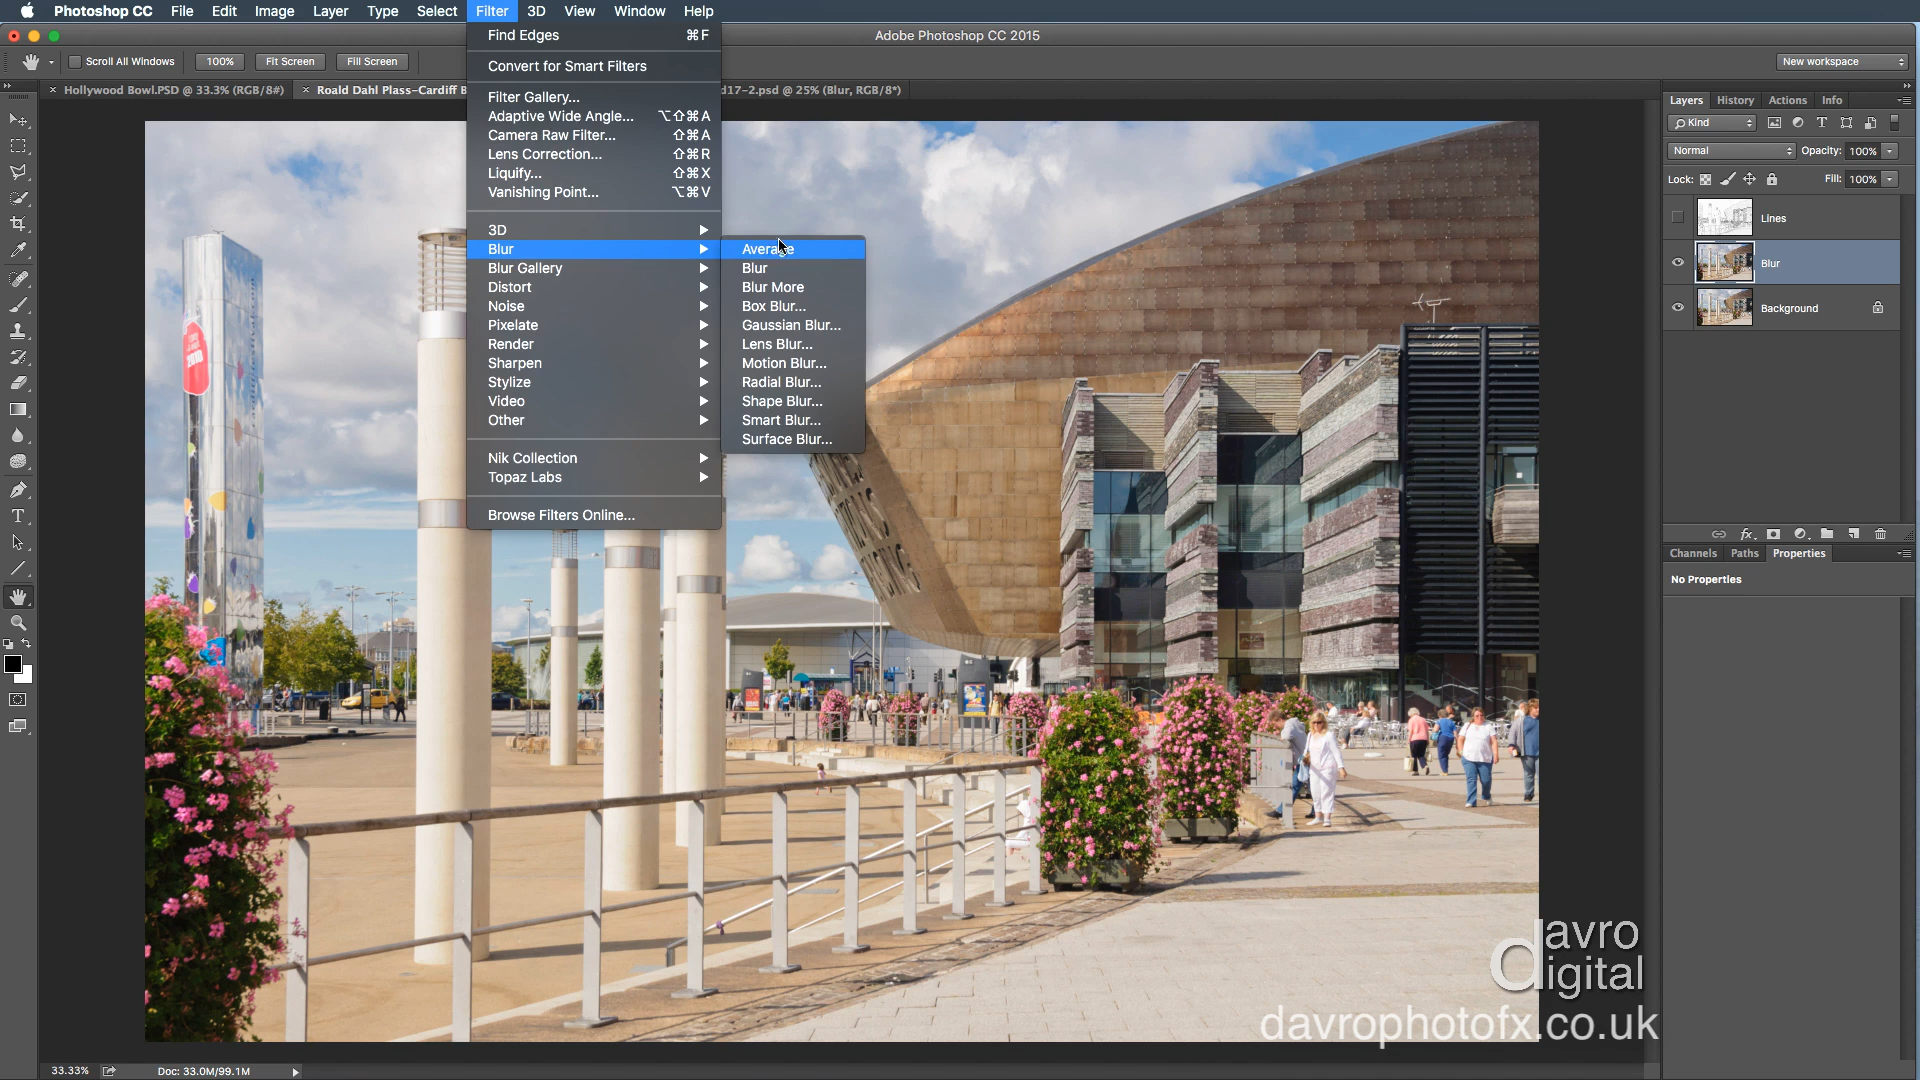 Photoshop CC File Edit Image Layer Type Select Filter 3D View Window Help
Adobe Photoshop CC 2015
Scroll All Windows 100% Fit Screen Fill Screen New workspace
Hollywood Bowl.PSD @ 33.3% (RGB/8#) Roald Dahl Plass-Cardiff B d17-2.psd @ 25% (Blur, RGB/8*)
Find Edges ⌘F
Convert for Smart Filters
Filter Gallery...
Adaptive Wide Angle... ⌥⇧⌘A
Camera Raw Filter... ⇧⌘A
Lens Correction... ⇧⌘R
Liquify... ⇧⌘X
Vanishing Point... ⌥⌘V
3D
Blur
Blur Gallery
Distort
Noise
Pixelate
Render
Sharpen
Stylize
Video
Other
Nik Collection
Topaz Labs
Browse Filters Online...
Average
Blur
Blur More
Box Blur...
Gaussian Blur...
Lens Blur...
Motion Blur...
Radial Blur...
Shape Blur...
Smart Blur...
Surface Blur...
Layers History Actions Info
Kind
Normal Opacity: 100%
Lock: Fill: 100%
Lines
Blur
Background
Channels Paths Properties
No Properties
davro
digital
davrophotofx.co.uk
33.33% Doc: 33.0M/99.1M